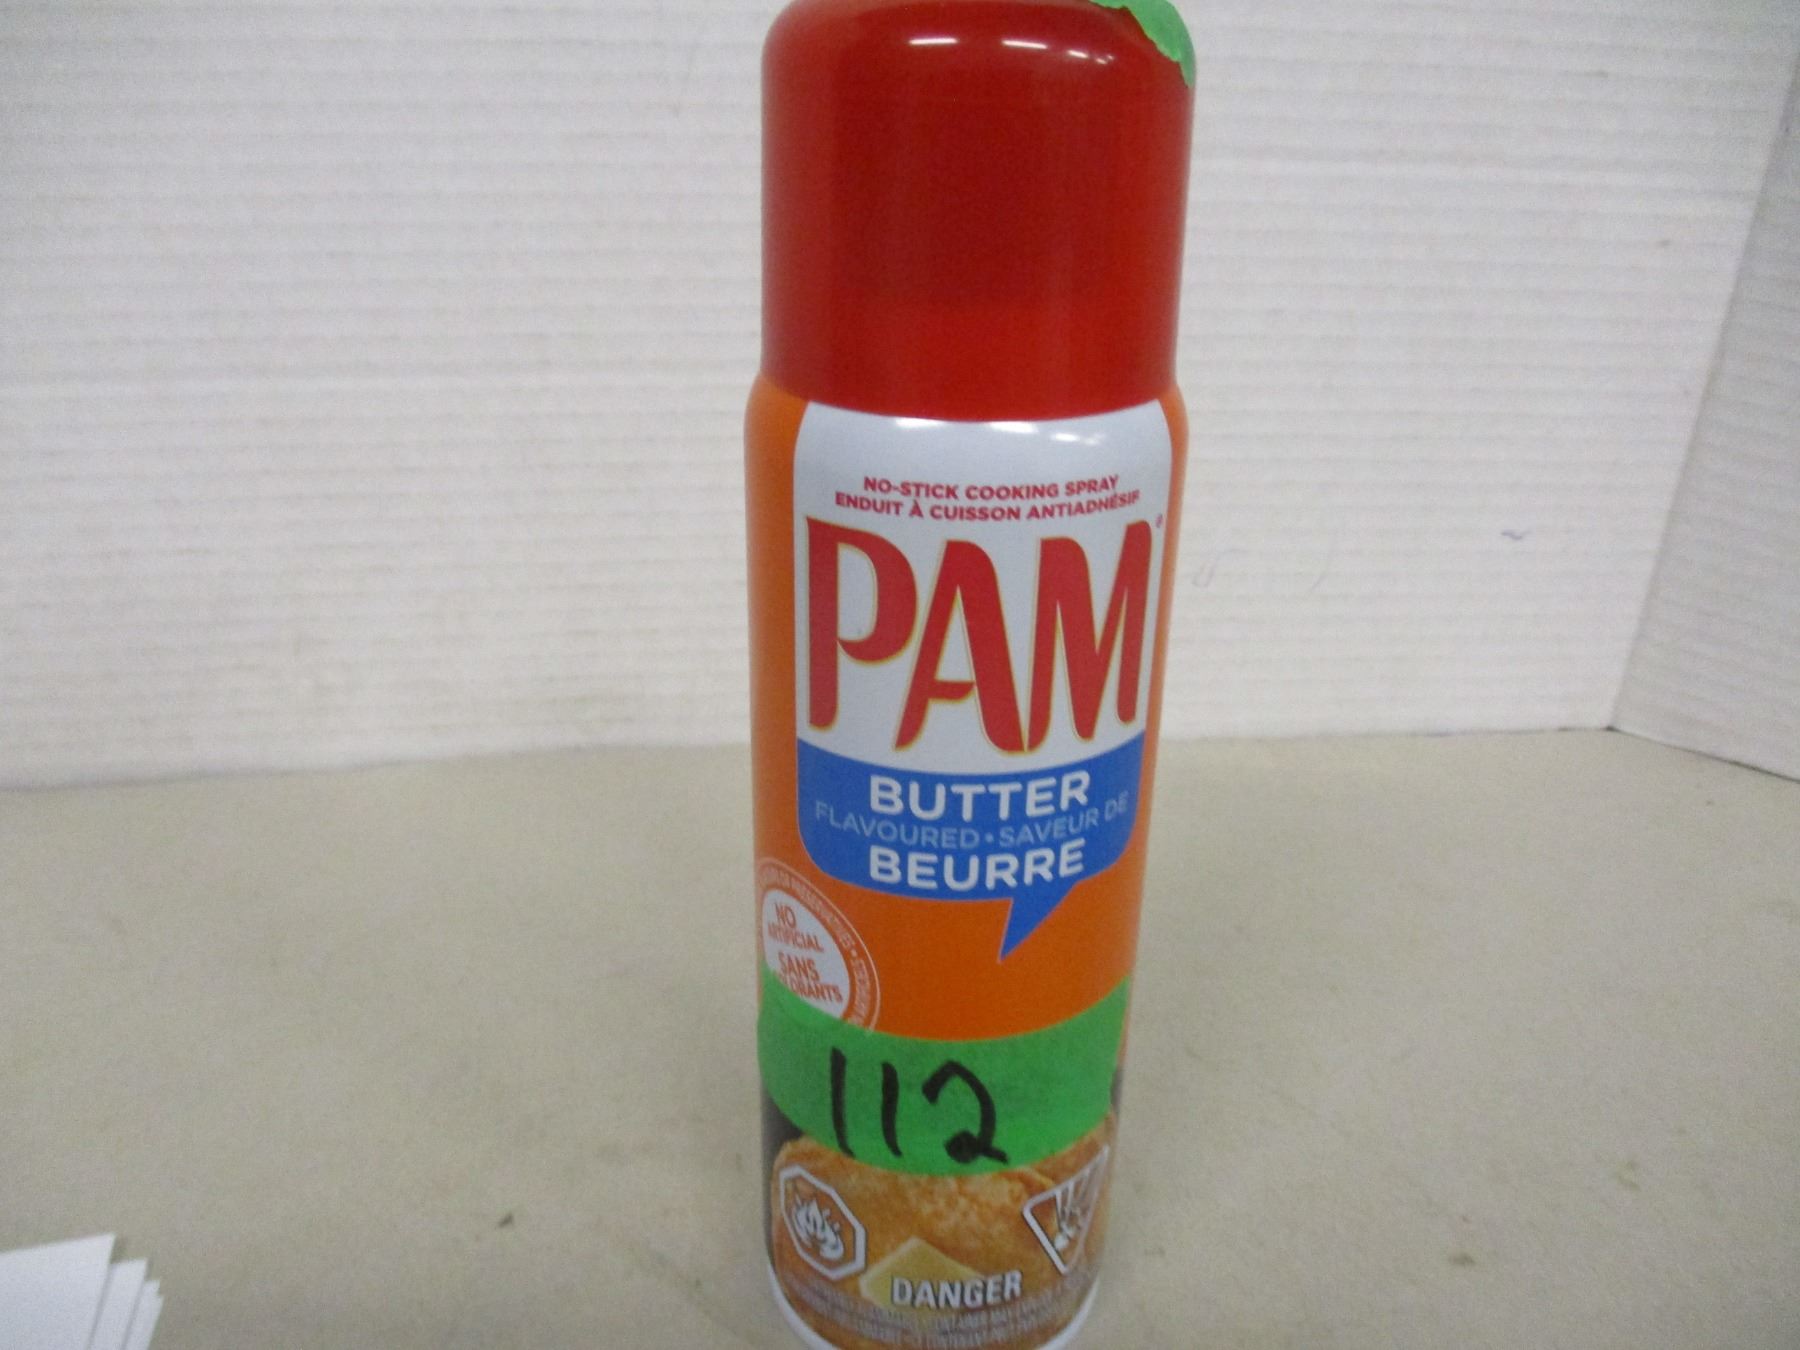 NO-STICK COOKING SPRAY
ENDUIT À CUISSON ANTIADHÉSIF
PAM®
BUTTER
FLAVOURED • SAVEUR DE
BEURRE
NO
ARTIFICIAL
SANS
112
DANGER